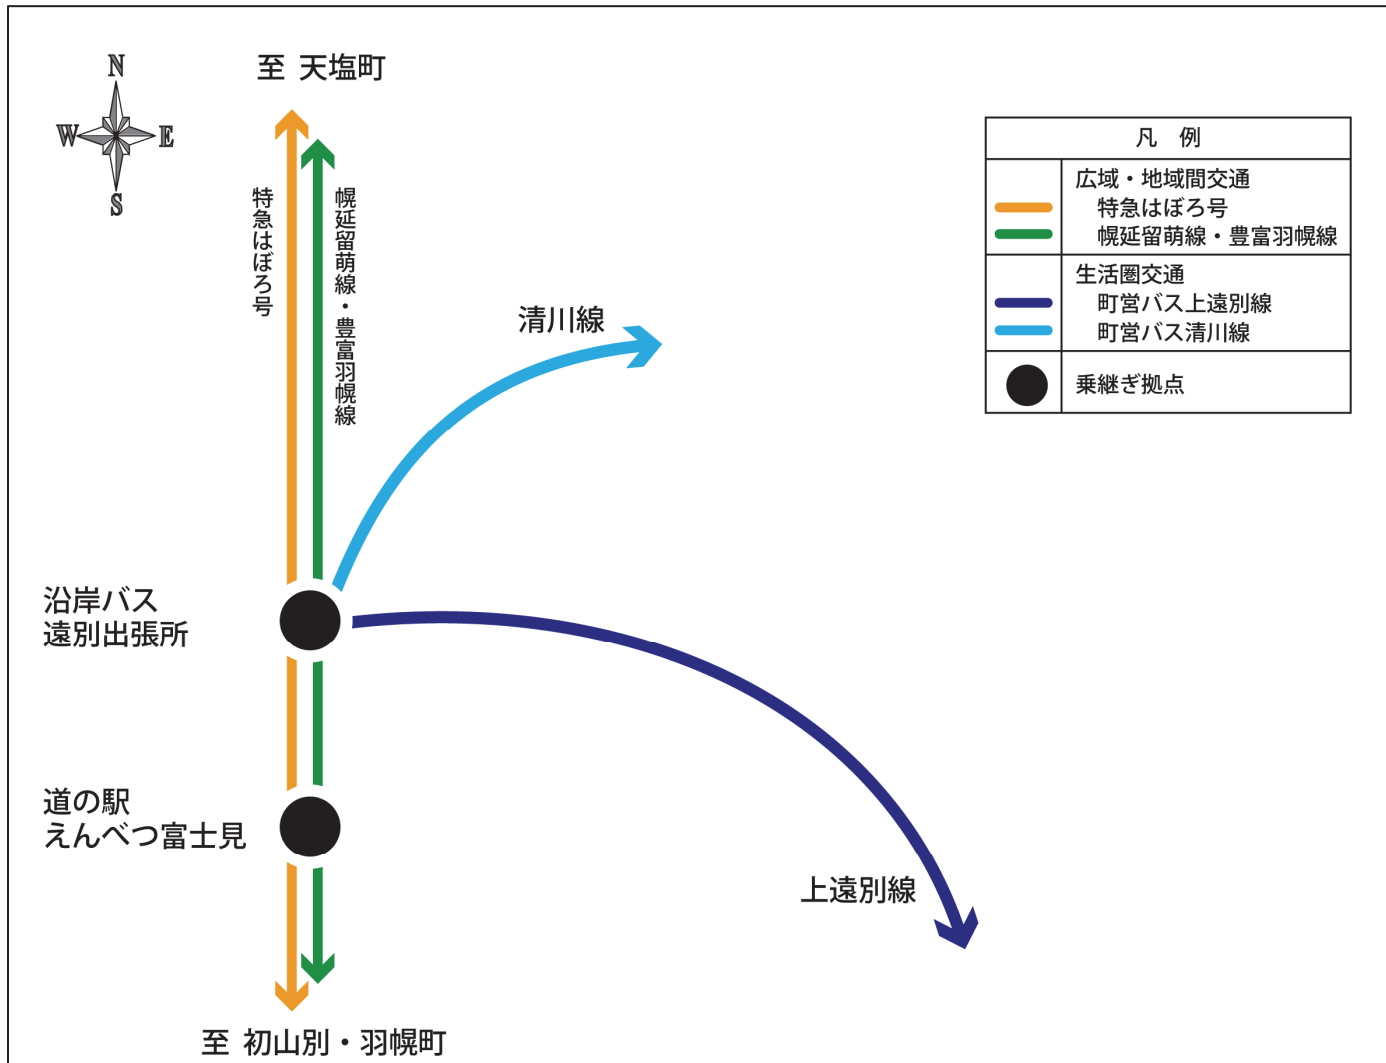 N
W
E
S
至 天塩町
特急はぼろ号
幌延留萌線・豊富羽幌線
清川線
沿岸バス
遠別出張所
道の駅
えんべつ富士見
上遠別線
至 初山別・羽幌町
凡 例
広域・地域間交通
特急はぼろ号
幌延留萌線・豊富羽幌線
生活圏交通
町営バス上遠別線
町営バス清川線
乗継ぎ拠点